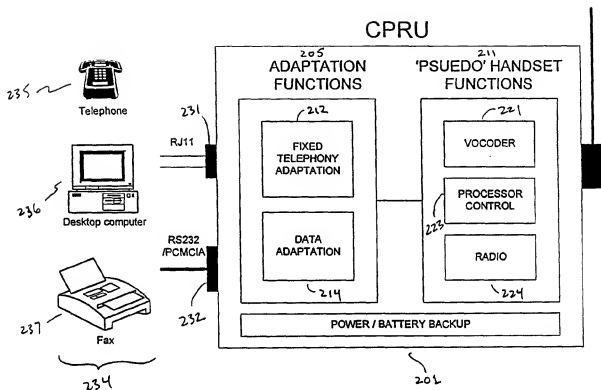 CPRU
205
ADAPTATION
FUNCTIONS
211
'PSUEDO' HANDSET
FUNCTIONS
235
Telephone
231
RJ11
212
FIXED
TELEPHONY
ADAPTATION
221
VOCODER
236
Desktop computer
PROCESSOR
CONTROL
223
RS232
/PCMCIA
DATA
ADAPTATION
214
RADIO
224
232
237
Fax
234
POWER / BATTERY BACKUP
201